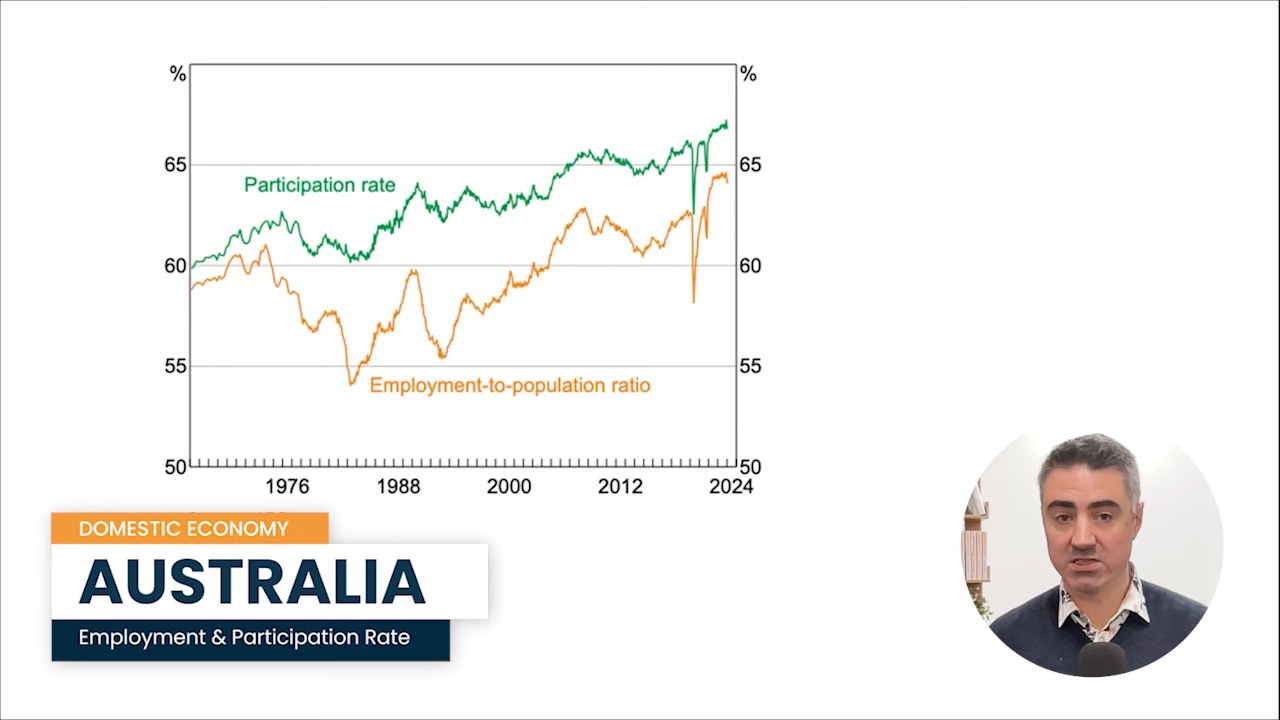 % %
65 65
Participation rate
60 60
55 55
Employment-to-population ratio
50 50
1976 1988 2000 2012 2024
DOMESTIC ECONOMY
AUSTRALIA
Employment & Participation Rate